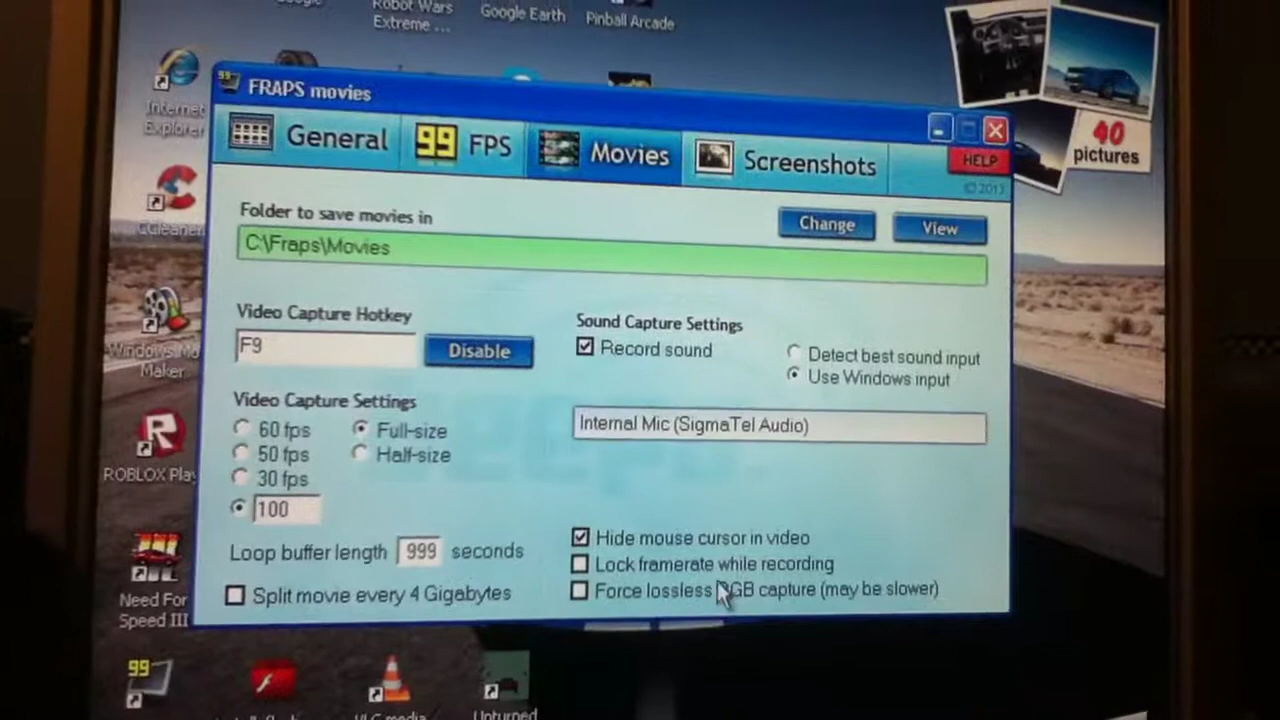 Robot Wars
Extreme ...
Google Earth
Pinball Arcade
Internet
Explorer
CCleaner
Maker
ROBLOX Play
Need For
Speed III
99
Unturned
40
pictures
99
FRAPS movies
General
99 FPS
Movies
Screenshots
HELP
Folder to save movies in
Change
View
C:\Fraps\Movies
Video Capture Hotkey
F9
Disable
Sound Capture Settings
Record sound
Detect best sound input
Use Windows input
Internal Mic (SigmaTel Audio)
Video Capture Settings
60 fps
Full-size
50 fps
Half-size
30 fps
100
Loop buffer length 999 seconds
Split movie every 4 Gigabytes
Hide mouse cursor in video
Lock framerate while recording
Force lossless RGB capture (may be slower)